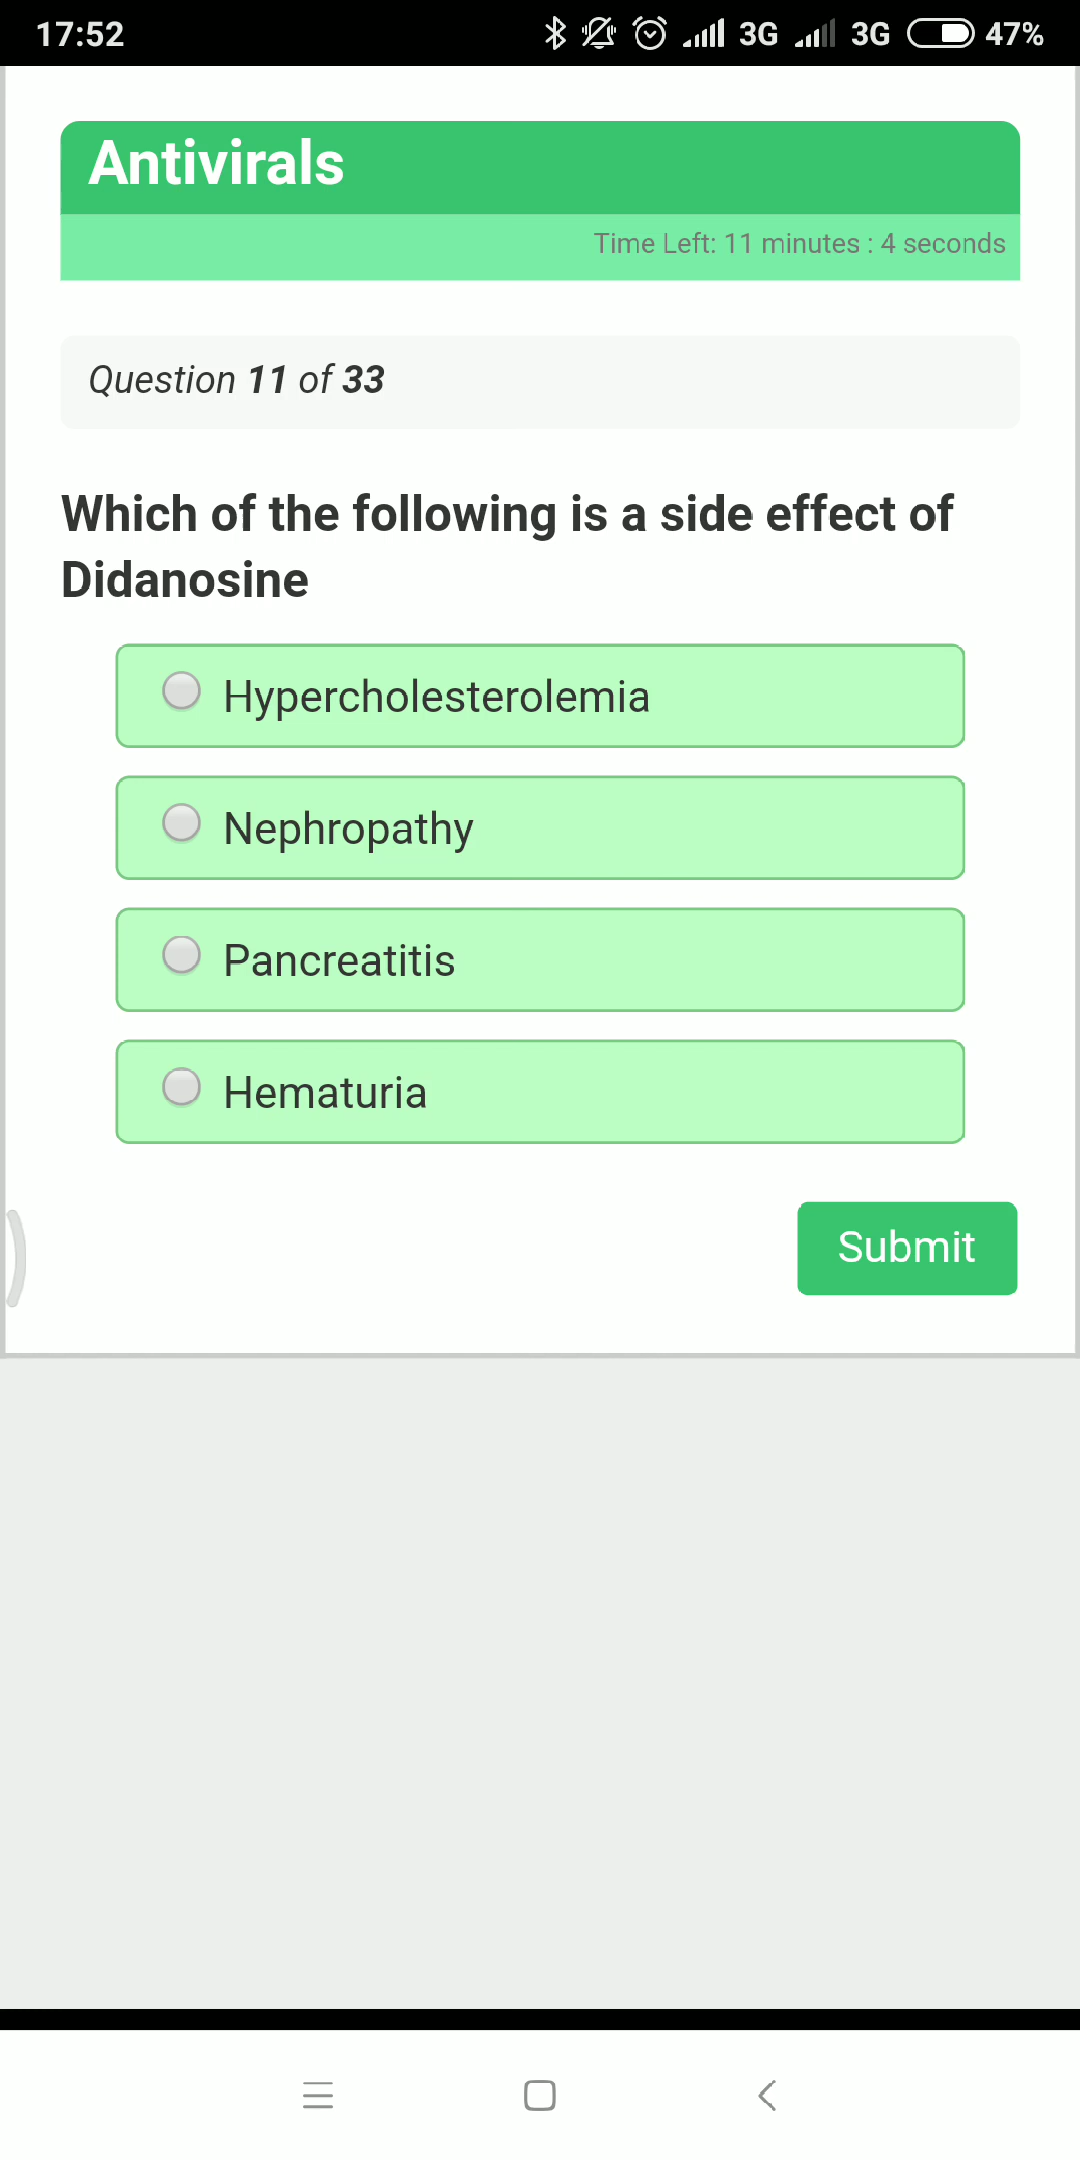 17:52 3G 3G 47%
Antivirals
Time Left: 11 minutes : 4 seconds
Question 11 of 33
Which of the following is a side effect of
Didanosine
Hypercholesterolemia
Nephropathy
Pancreatitis
Hematuria
Submit